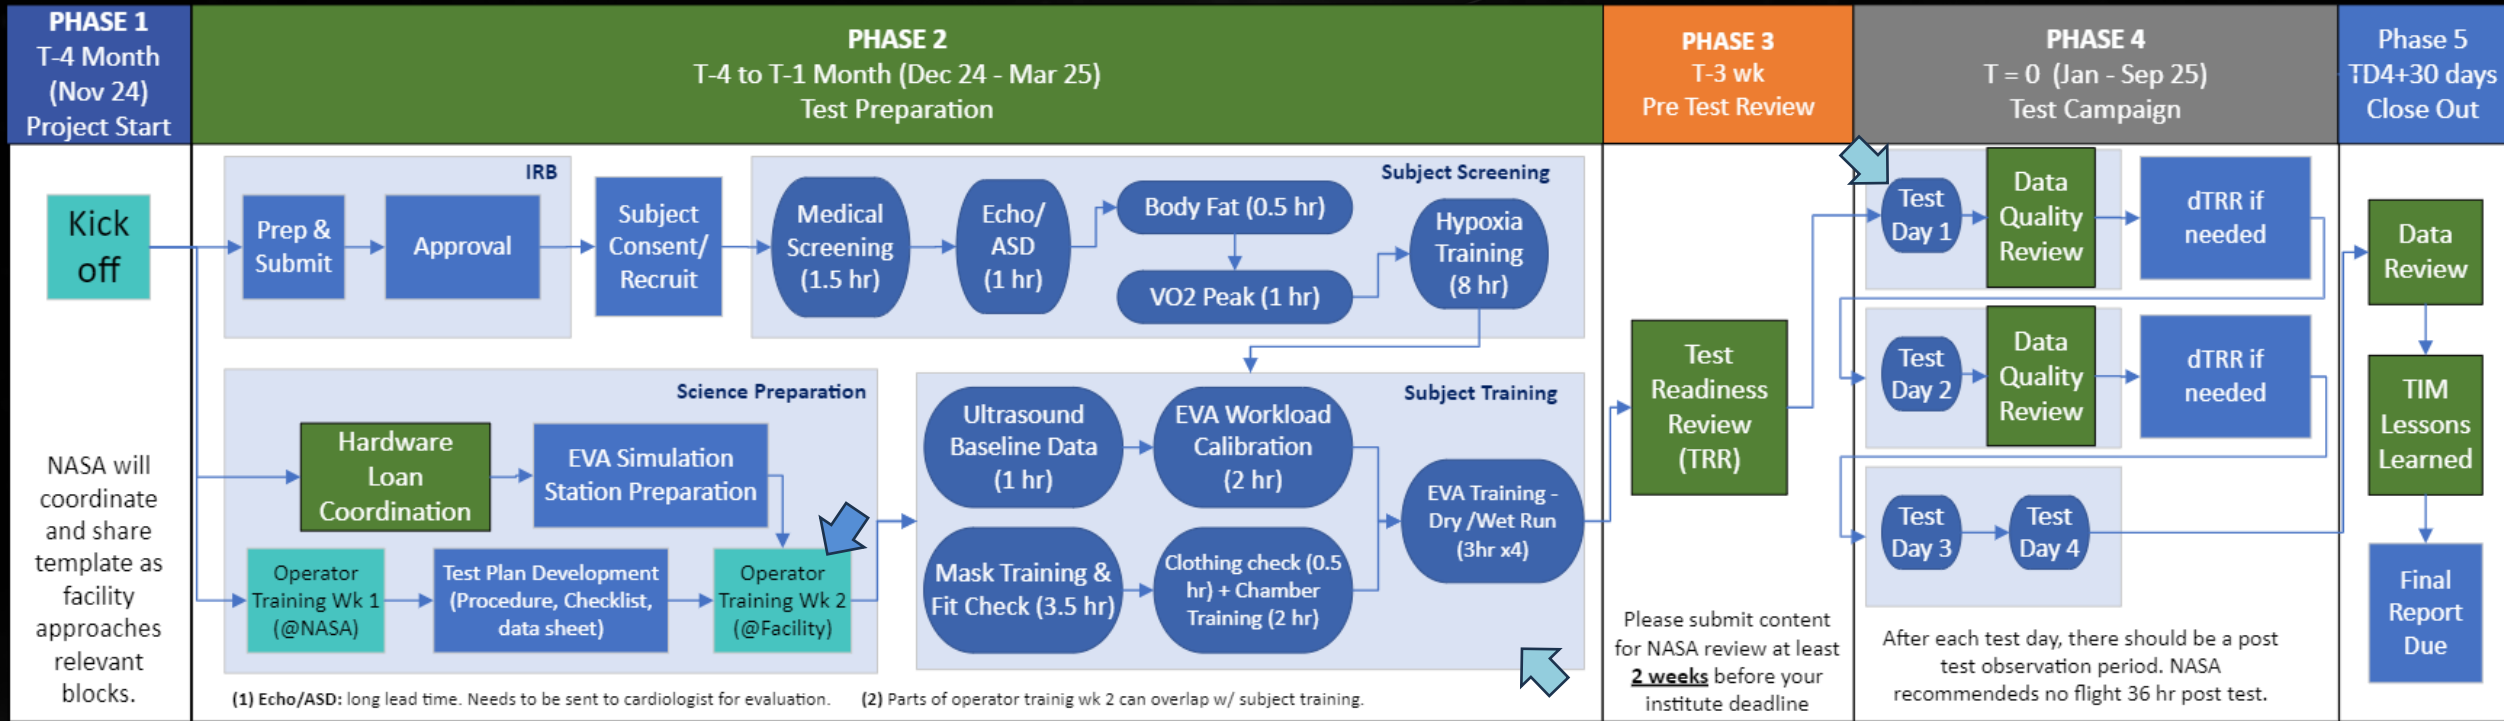 PHASE 1
T-4 Month
(Nov 24)
Project Start
PHASE 2
T-4 to T-1 Month (Dec 24 - Mar 25)
Test Preparation
PHASE 3
T-3 wk
Pre Test Review
PHASE 4
T = 0 (Jan - Sep 25)
Test Campaign
Phase 5
TD4+30 days
Close Out
Kick
off
NASA will
coordinate
and share
template as
facility
approaches
relevant
blocks.
IRB
Prep &
Submit
Approval
Subject
Consent/
Recruit
Subject Screening
Medical
Screening
(1.5 hr)
Echo/
ASD
(1 hr)
Body Fat (0.5 hr)
VO2 Peak (1 hr)
Hypoxia
Training
(8 hr)
Science Preparation
Hardware
Loan
Coordination
EVA Simulation
Station Preparation
Operator
Training Wk 1
(@NASA)
Test Plan Development
(Procedure, Checklist,
data sheet)
Operator
Training Wk 2
(@Facility)
Subject Training
Ultrasound
Baseline Data
(1 hr)
EVA Workload
Calibration
(2 hr)
Mask Training &
Fit Check (3.5 hr)
Clothing check (0.5
hr) + Chamber
Training (2 hr)
EVA Training -
Dry /Wet Run
(3hr x4)
(1) Echo/ASD: long lead time. Needs to be sent to cardiologist for evaluation.
(2) Parts of operator trainig wk 2 can overlap w/ subject training.
Test
Readiness
Review
(TRR)
Please submit content
for NASA review at least
2 weeks before your
institute deadline
Test
Day 1
Data
Quality
Review
dTRR if
needed
Test
Day 2
Data
Quality
Review
dTRR if
needed
Test
Day 3
Test
Day 4
After each test day, there should be a post
test observation period. NASA
recommendeds no flight 36 hr post test.
Data
Review
TIM
Lessons
Learned
Final
Report
Due